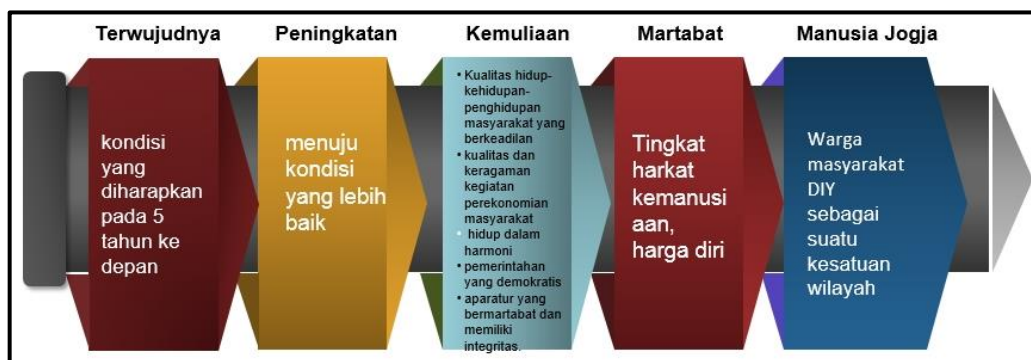 Terwujudnya
Peningkatan
Kemuliaan
Martabat
Manusia Jogja
kondisi
yang
diharapkan
pada 5
tahun ke
depan
menuju
kondisi
yang lebih
baik
• Kualitas hidup-
kehidupan-
penghidupan
masyarakat yang
berkeadilan
• kualitas dan
keragaman
kegiatan
perekonomian
masyarakat
• hidup dalam
harmoni
• pemerintahan
yang demokratis
• aparatur yang
bermartabat dan
memiliki
integritas.
Tingkat
harkat
kemanusi
aan,
harga diri
Warga
masyarakat
DIY
sebagai
suatu
kesatuan
wilayah